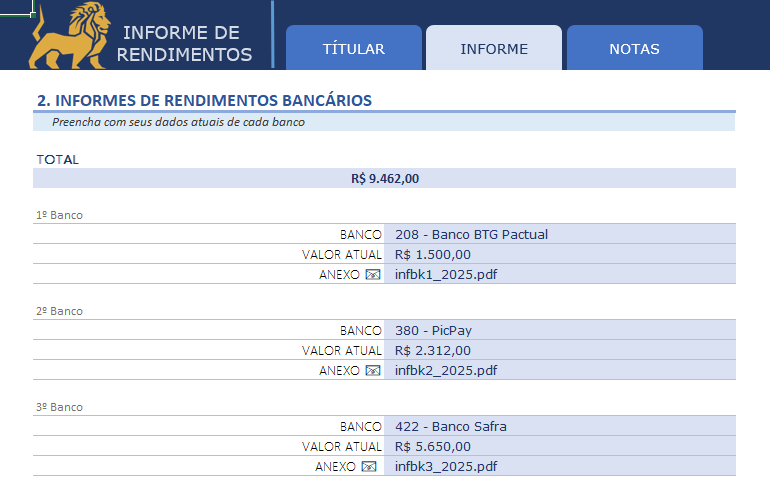 INFORME DE
RENDIMENTOS
TÍTULAR
INFORME
NOTAS
2. INFORMES DE RENDIMENTOS BANCÁRIOS
Preencha com seus dados atuais de cada banco
TOTAL
R$ 9.462,00
1º Banco
BANCO 208 - Banco BTG Pactual
VALOR ATUAL R$ 1.500,00
ANEXO infbk1_2025.pdf
2º Banco
BANCO 380 - PicPay
VALOR ATUAL R$ 2.312,00
ANEXO infbk2_2025.pdf
3º Banco
BANCO 422 - Banco Safra
VALOR ATUAL R$ 5.650,00
ANEXO infbk3_2025.pdf